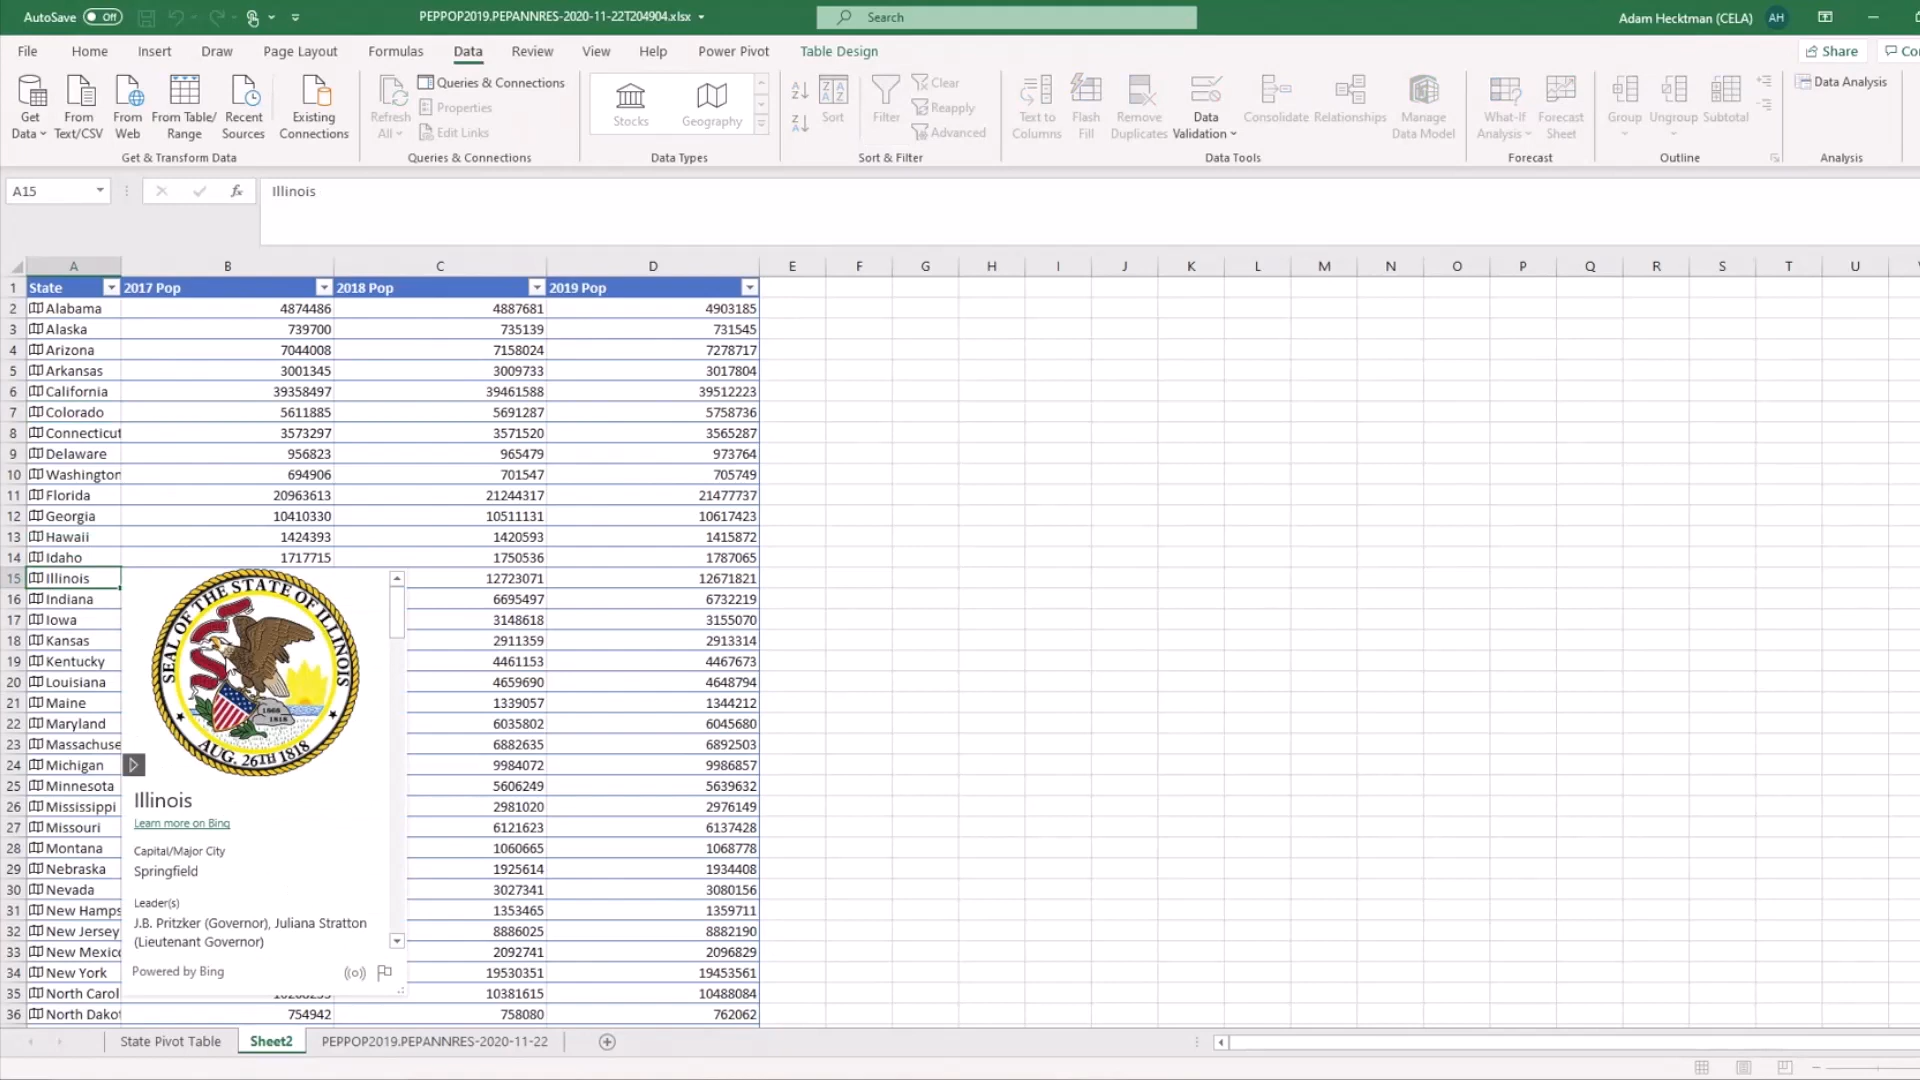 AutoSave Off PEPPOP2019.PEPANNRES-2020-11-22T204904.xlsx Search Adam Hecktman (CELA) AH
File Home Insert Draw Page Layout Formulas Data Review View Help Power Pivot Table Design Share
Get Data From Text/CSV From Web From Table/ Range Recent Sources Existing Connections
Get & Transform Data
Refresh All Queries & Connections
Properties
Edit Links
Queries & Connections
Stocks Geography
Data Types
Sort Filter Clear
Reapply
Advanced
Sort & Filter
Text to Columns Flash Fill Remove Duplicates Data Validation Consolidate Relationships Manage Data Model
Data Tools
What-If Analysis Forecast Sheet
Forecast
Group Ungroup Subtotal
Outline
Data Analysis
Analysis
A15 fx Illinois
A B C D E F G H I J K L M N O P Q R S T U
1 State 2017 Pop 2018 Pop 2019 Pop
2 Alabama 4874486 4887681 4903185
3 Alaska 739700 735139 731545
4 Arizona 7044008 7158024 7278717
5 Arkansas 3001345 3009733 3017804
6 California 39358497 39461588 39512223
7 Colorado 5611885 5691287 5758736
8 Connecticut 3573297 3571520 3565287
9 Delaware 956823 965479 973764
10 Washington 694906 701547 705749
11 Florida 20963613 21244317 21477737
12 Georgia 10410330 10511131 10617423
13 Hawaii 1424393 1420593 1415872
14 Idaho 1717715 1750536 1787065
15 Illinois 12723071 12671821
16 Indiana 6695497 6732219
17 Iowa 3148618 3155070
18 Kansas 2911359 2913314
19 Kentucky 4461153 4467673
20 Louisiana 4659690 4648794
21 Maine 1339057 1344212
22 Maryland 6035802 6045680
23 Massachuse 6882635 6892503
24 Michigan 9984072 9986857
25 Minnesota 5606249 5639632
26 Mississippi 2981020 2976149
27 Missouri 6121623 6137428
28 Montana 1060665 1068778
29 Nebraska 1925614 1934408
30 Nevada 3027341 3080156
31 New Hamps 1353465 1359711
32 New Jersey 8886025 8882190
33 New Mexic 2092741 2096829
34 New York 19530351 19453561
35 North Carol 10381615 10488084
36 North Dako 754942 758080 762062
SEAL OF THE STATE OF ILLINOIS
1868
1818
AUG. 26TH 1818
Illinois
Learn more on Bing
Capital/Major City
Springfield
Leader(s)
J.B. Pritzker (Governor), Juliana Stratton
(Lieutenant Governor)
Powered by Bing
State Pivot Table Sheet2 PEPPOP2019.PEPANNRES-2020-11-22